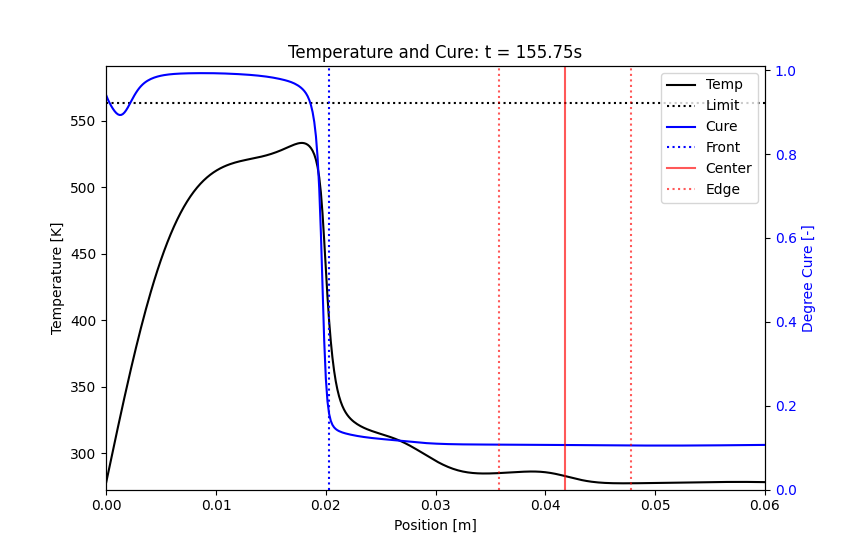 Temperature and Cure: t = 155.75s
Temperature [K]
550
500
450
400
350
300
Temp
Limit
Cure
Front
Center
Edge
1.0
0.8
0.6
0.4
0.2
0.0
Degree Cure [-]
0.00
0.01
0.02
0.03
0.04
0.05
0.06
Position [m]